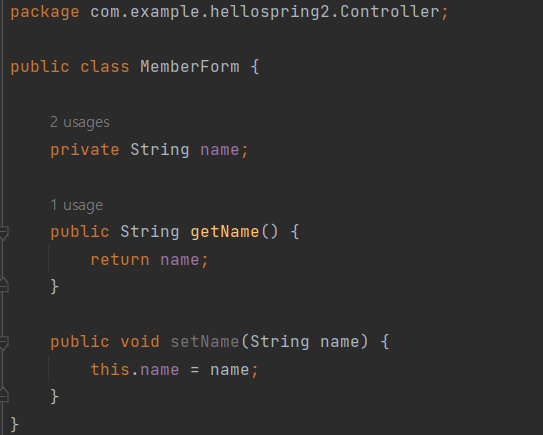 package com.example.hellospring2.Controller;
public class MemberForm {
2 usages
private String name;
1 usage
public String getName() {
return name;
}
public void setName(String name) {
this.name = name;
}
}